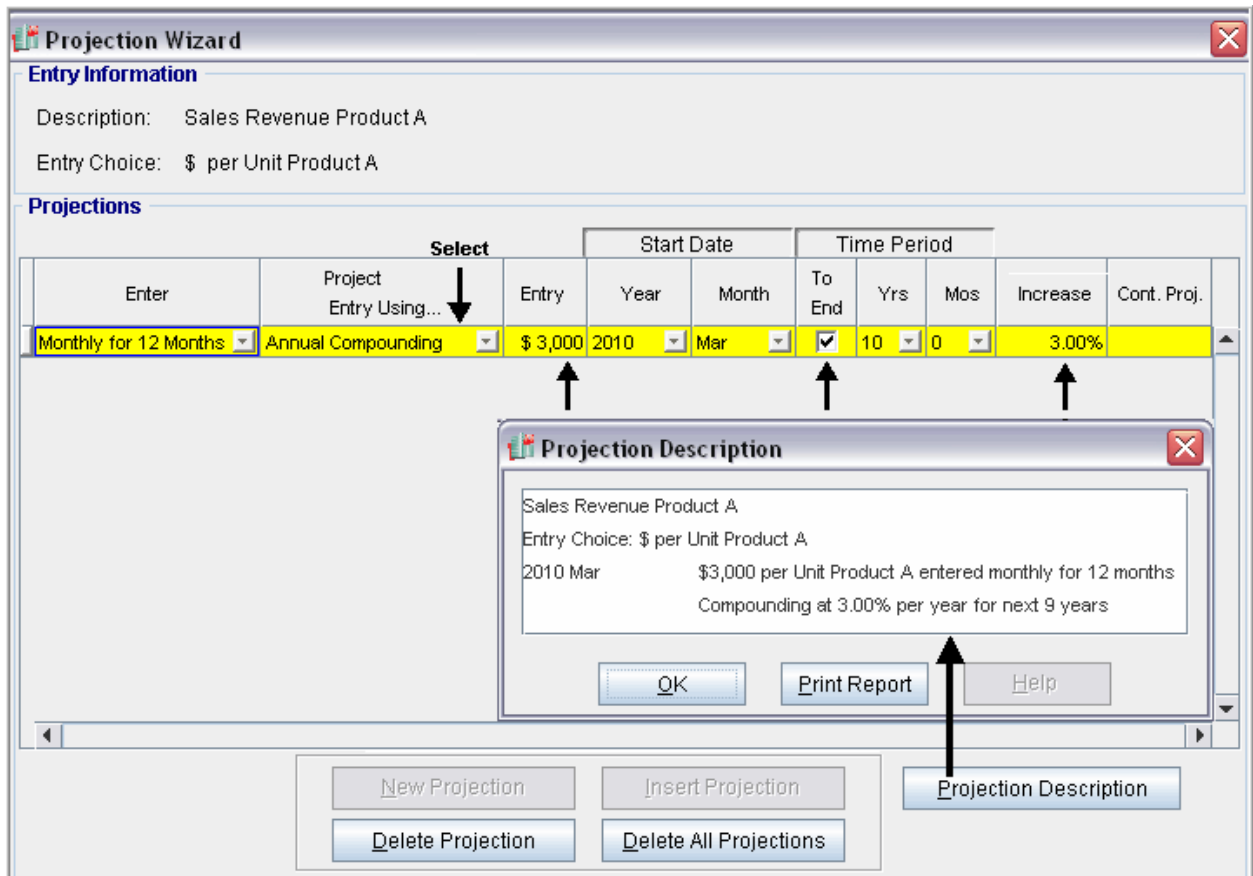 Projection Wizard
Entry Information
Description: Sales Revenue Product A
Entry Choice: $ per Unit Product A
Projections
Select Start Date Time Period
Enter Project Entry Using... Entry Year Month To End Yrs Mos Increase Cont. Proj.
Monthly for 12 Months Annual Compounding $ 3,000 2010 Mar 10 0 3.00%
Projection Description
Sales Revenue Product A
Entry Choice: $ per Unit Product A
2010 Mar $3,000 per Unit Product A entered monthly for 12 months
Compounding at 3.00% per year for next 9 years
OK Print Report Help
New Projection Insert Projection Projection Description
Delete Projection Delete All Projections